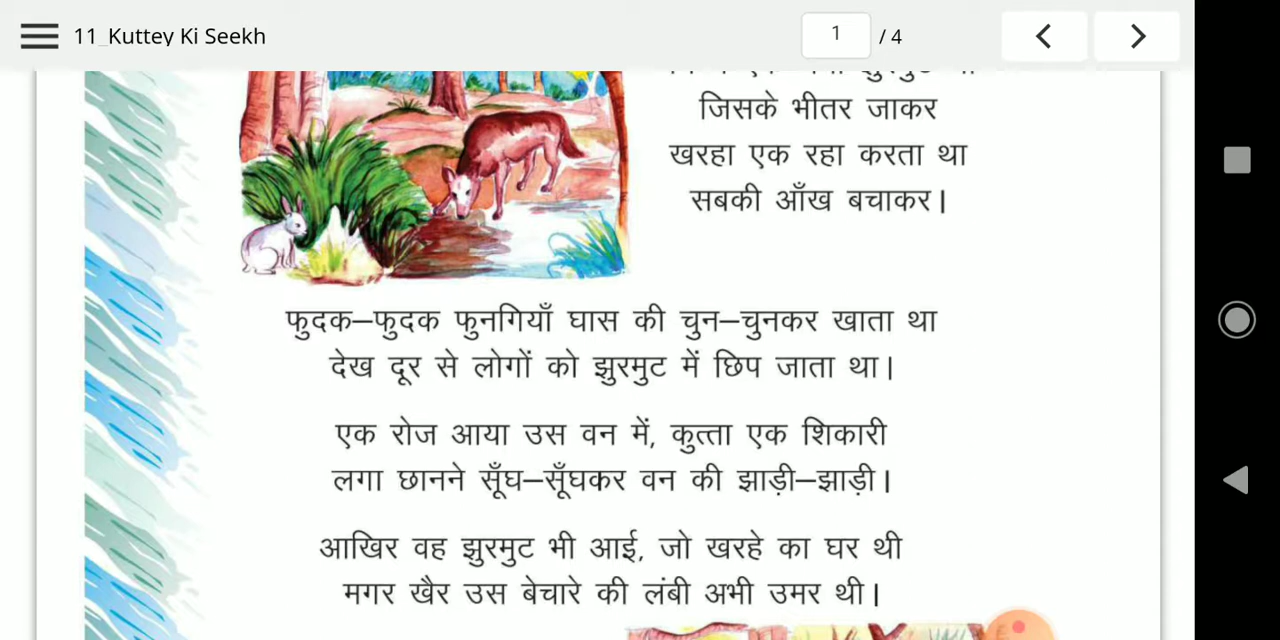 11_Kuttey Ki Seekh
1 / 4
जिसके भीतर जाकर
खरहा एक रहा करता था
सबकी आँख बचाकर।
फुदक–फुदक फुनगियाँ घास की चुन–चुनकर खाता था
देख दूर से लोगों को झुरमुट में छिप जाता था।
एक रोज आया उस वन में, कुत्ता एक शिकारी
लगा छानने सूँघ–सूँघकर वन की झाड़ी–झाड़ी।
आखिर वह झुरमुट भी आई, जो खरहे का घर थी
मगर खैर उस बेचारे की लंबी अभी उमर थी।